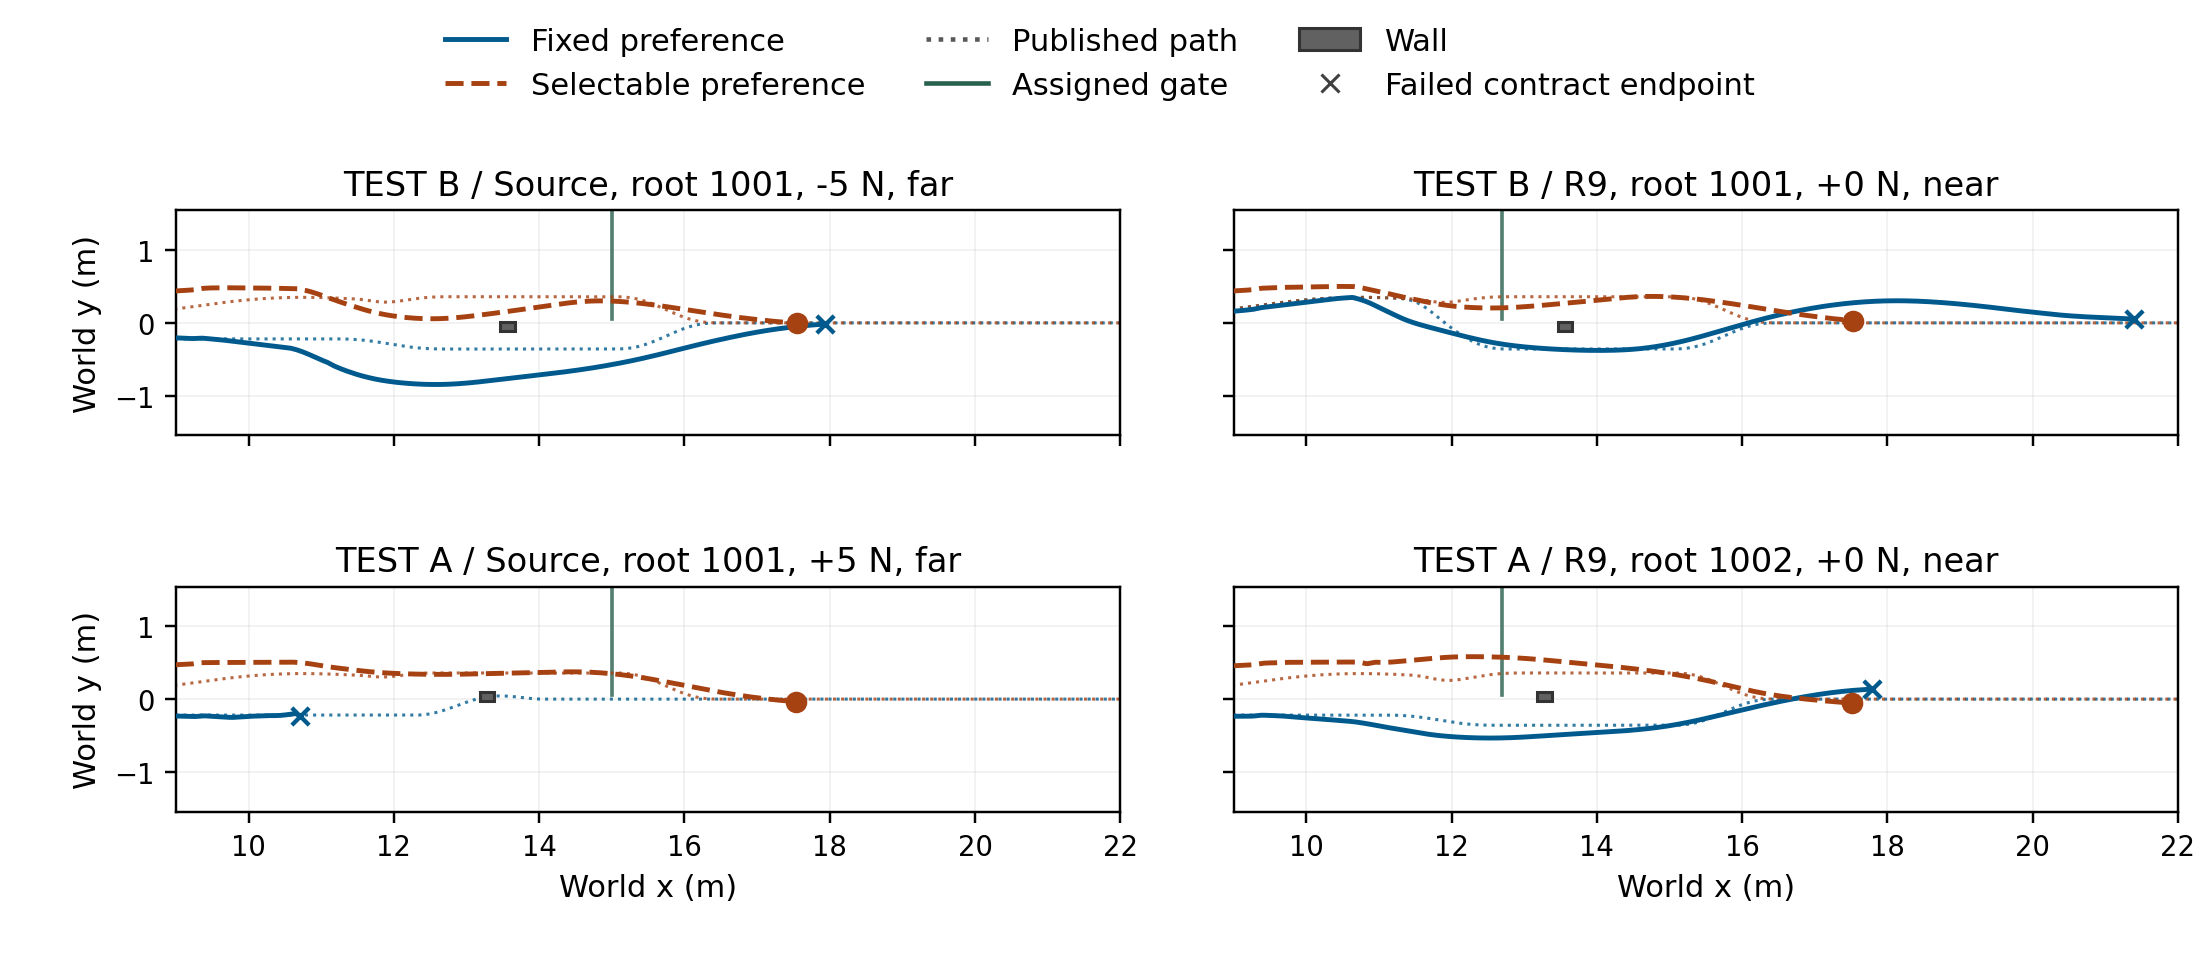 Fixed preference
Selectable preference
Published path
Assigned gate
Wall
Failed contract endpoint
TEST B / Source, root 1001, -5 N, far
World y (m)
1
0
−1
TEST B / R9, root 1001, +0 N, near
TEST A / Source, root 1001, +5 N, far
World y (m)
1
0
−1
10 12 14 16 18 20 22
World x (m)
TEST A / R9, root 1002, +0 N, near
10 12 14 16 18 20 22
World x (m)